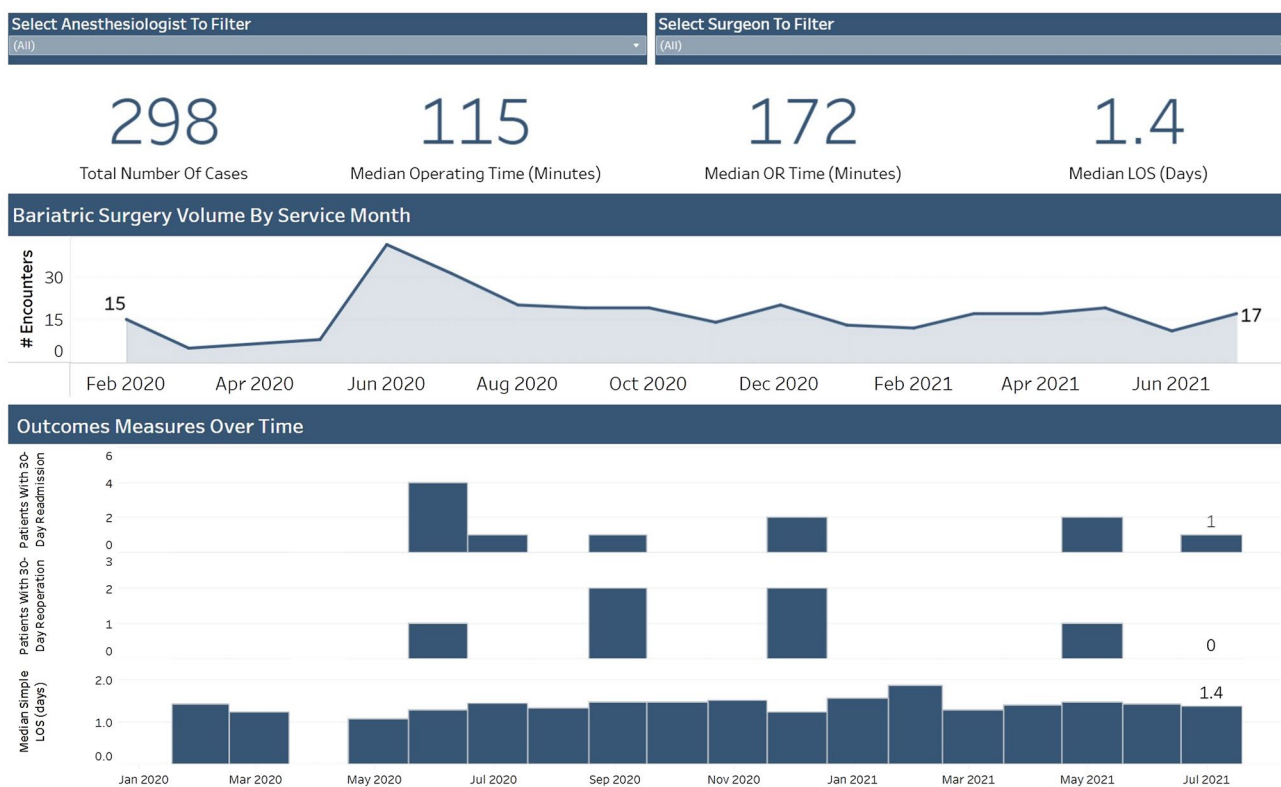 Select Anesthesiologist To Filter
(All)
Select Surgeon To Filter
(All)
298
Total Number Of Cases
115
Median Operating Time (Minutes)
172
Median OR Time (Minutes)
1.4
Median LOS (Days)
Bariatric Surgery Volume By Service Month
# Encounters
30
15
0
15
17
Feb 2020 Apr 2020 Jun 2020 Aug 2020 Oct 2020 Dec 2020 Feb 2021 Apr 2021 Jun 2021
Outcomes Measures Over Time
Patients With 30-
Day Readmission
6
4
2
0
1
Patients With 30-
Day Reoperation
3
2
1
0
0
Median Simple
LOS (days)
2.0
1.0
0.0
1.4
Jan 2020 Mar 2020 May 2020 Jul 2020 Sep 2020 Nov 2020 Jan 2021 Mar 2021 May 2021 Jul 2021